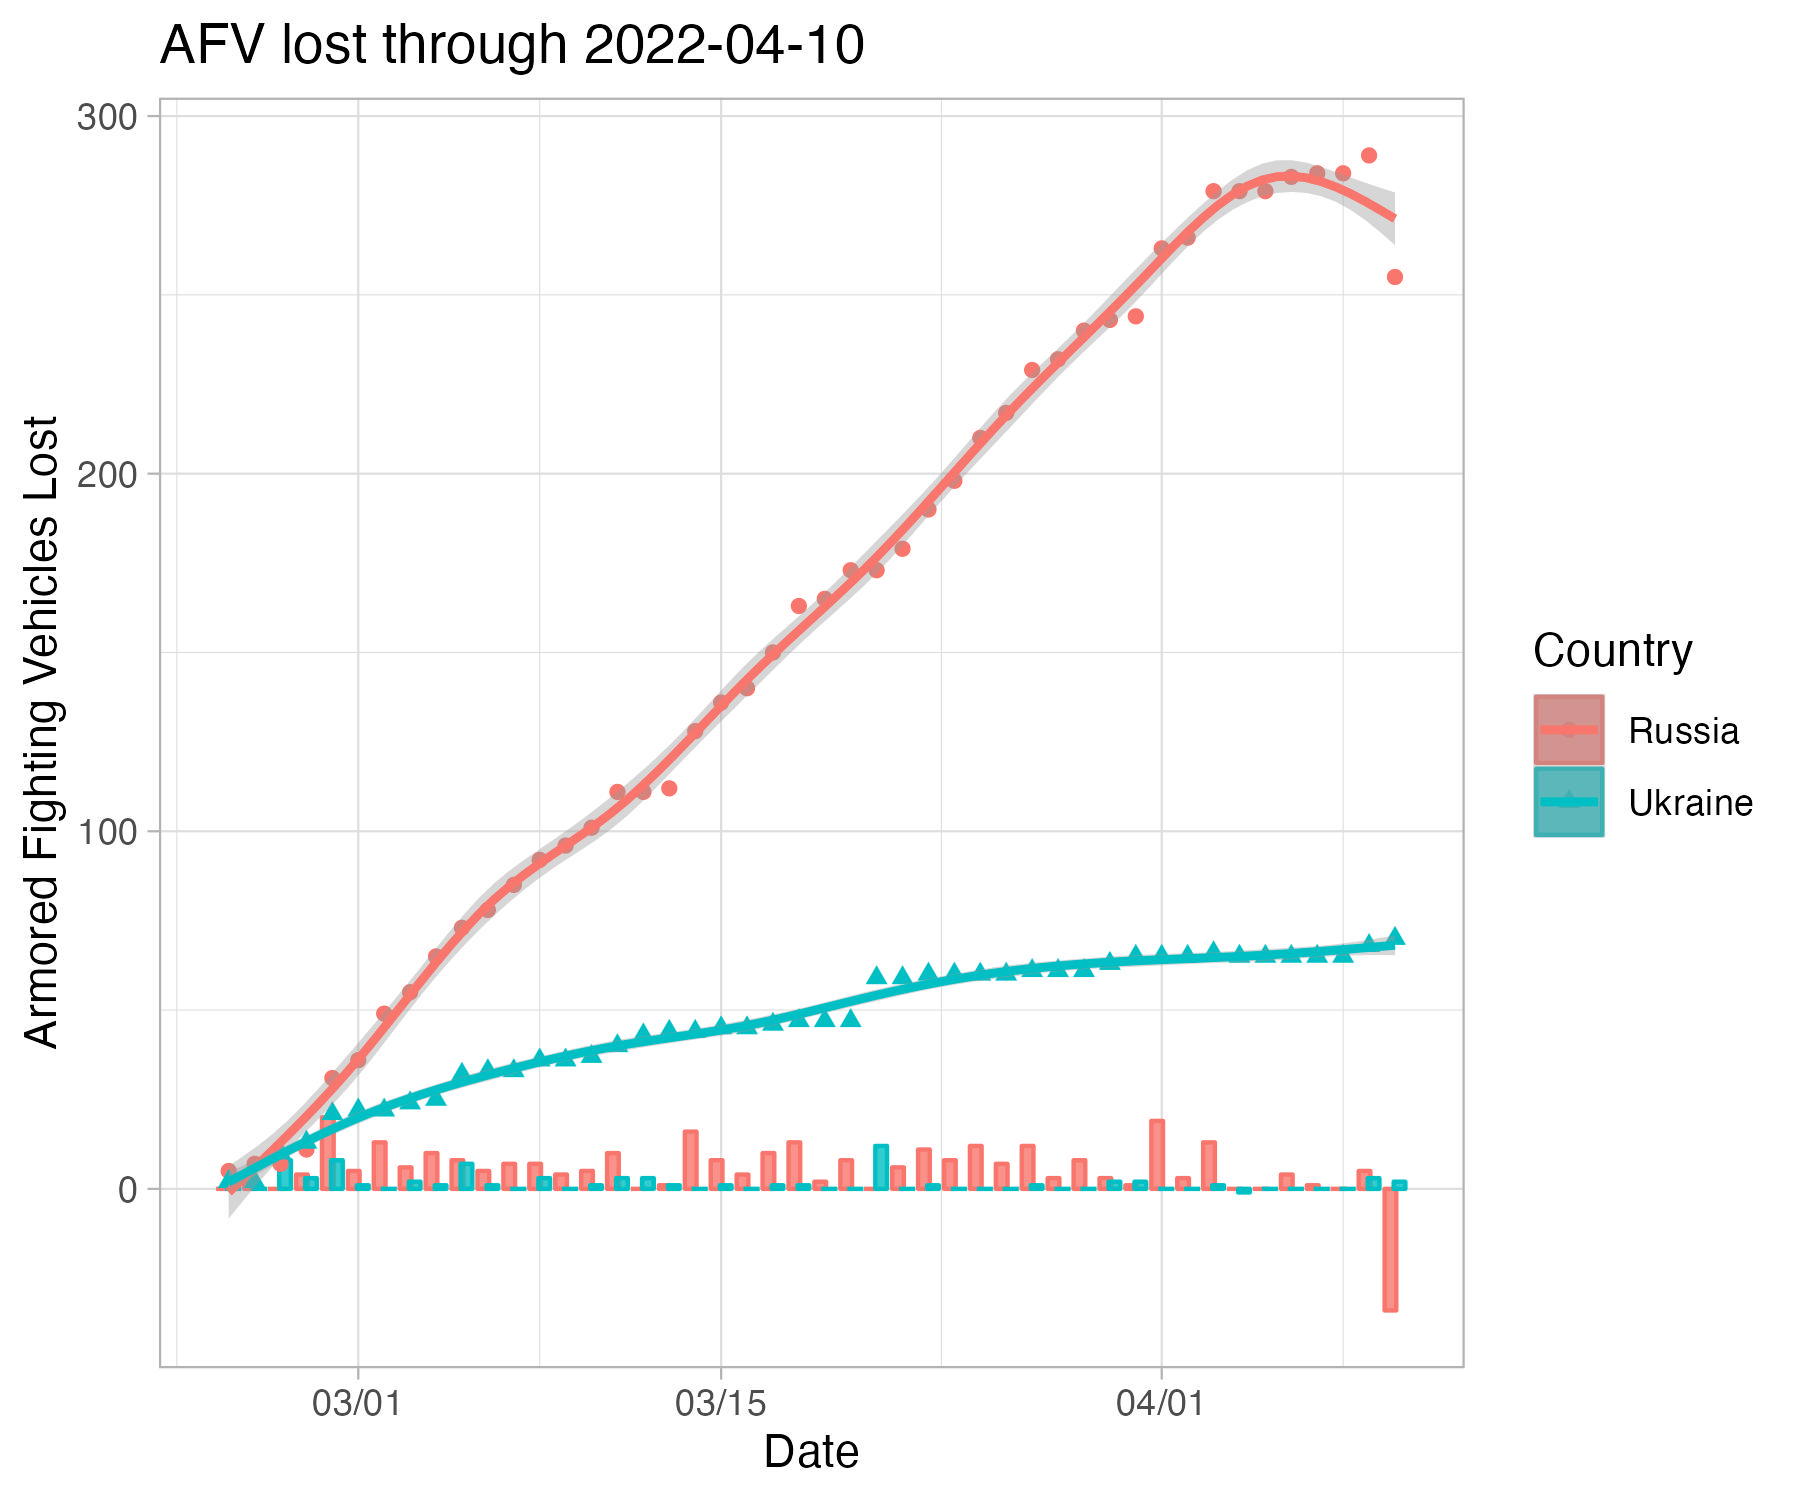 AFV lost through 2022-04-10
Armored Fighting Vehicles Lost
300
200
100
0
03/01
03/15
04/01
Date
Country
Russia
Ukraine